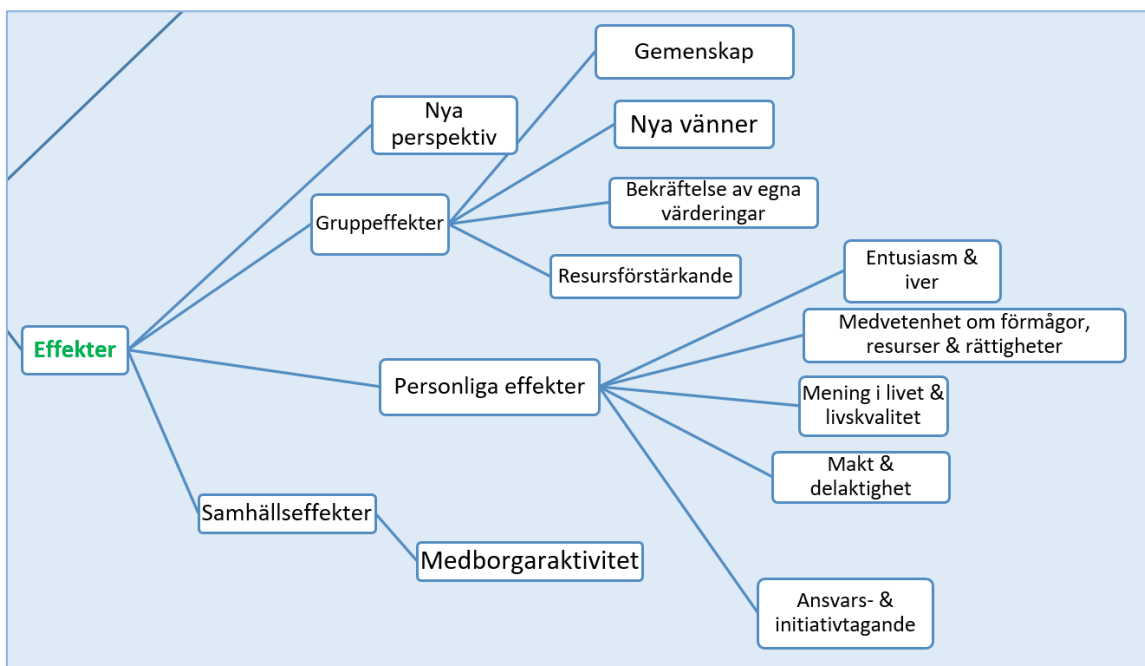 Gemenskap
Nya
perspektiv
Nya vänner
Bekräftelse av egna
värderingar
Gruppeffekter
Resursförstärkande
Entusiasm &
iver
Medvetenhet om förmågor,
resurser & rättigheter
Effekter
Personliga effekter
Mening i livet &
livskvalitet
Makt &
delaktighet
Samhällseffekter
Medborgaraktivitet
Ansvars- &
initiativtagande